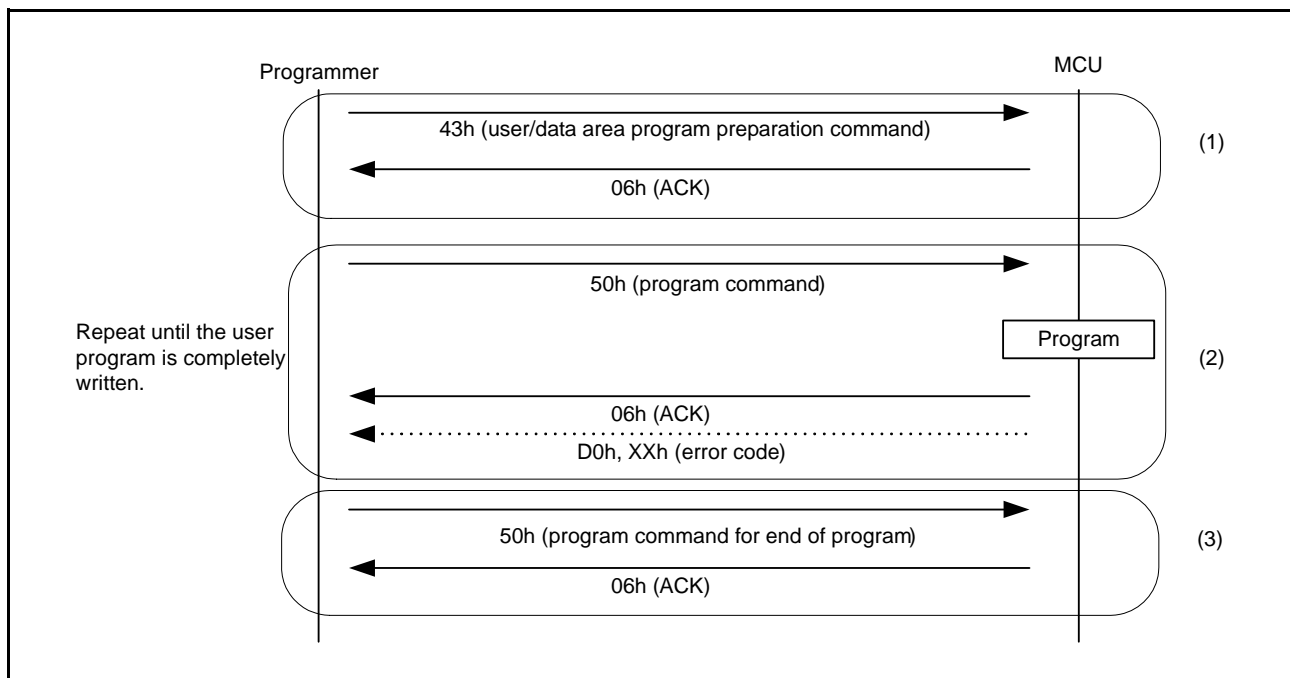 Programmer
MCU
43h (user/data area program preparation command)
(1)
06h (ACK)
50h (program command)
Repeat until the user
program is completely
written.
Program
(2)
06h (ACK)
D0h, XXh (error code)
50h (program command for end of program)
(3)
06h (ACK)